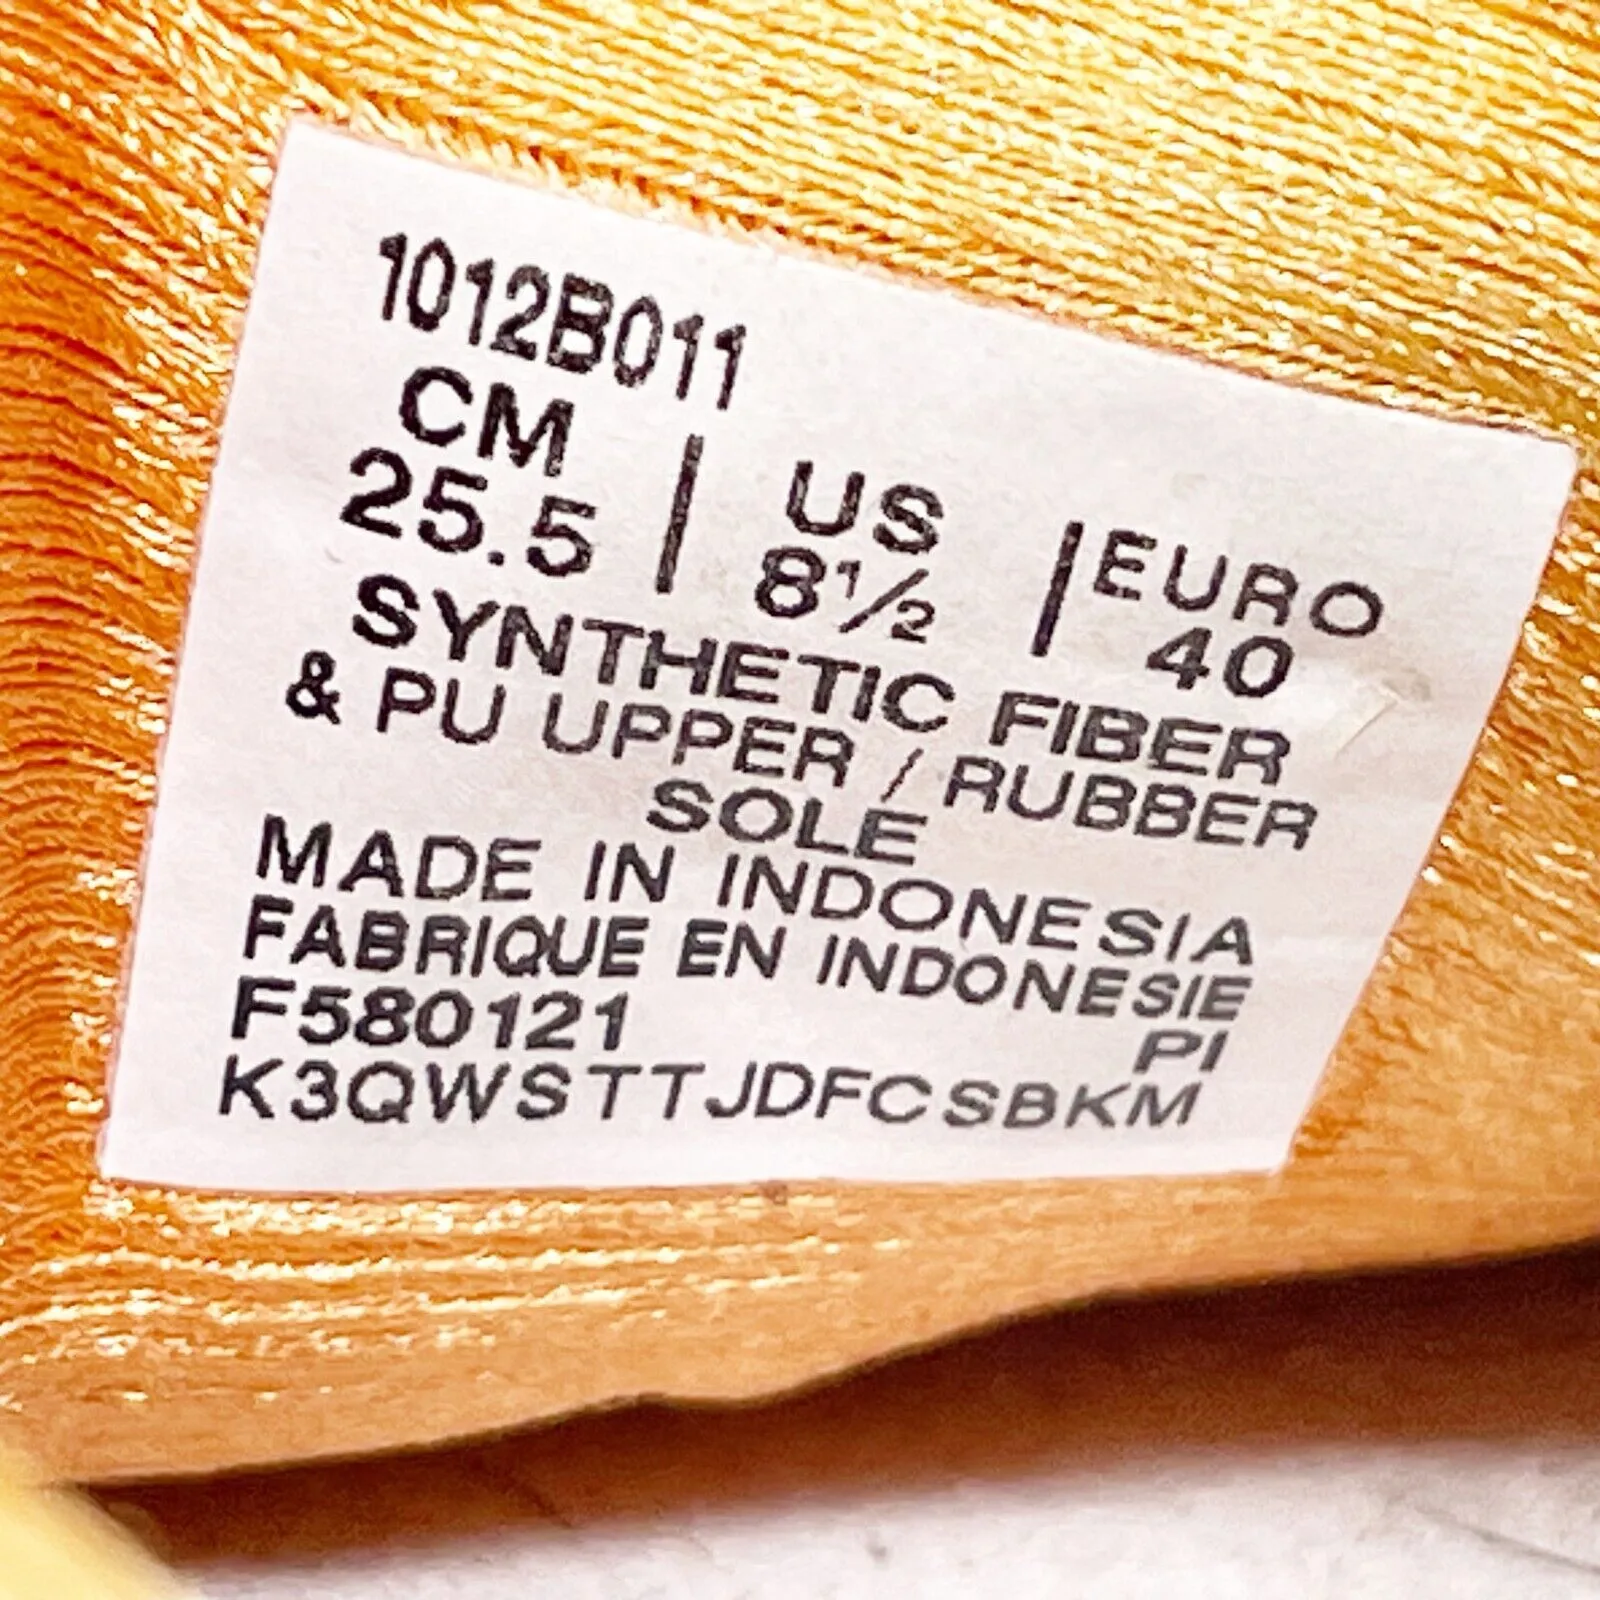 1012B011
CM | US | EURO
25.5 | 8½ | 40
SYNTHETIC FIBER
& PU UPPER / RUBBER
SOLE
MADE IN INDONESIA
FABRIQUE EN INDONESIE
F580121 PI
K3QWSTTJDFCSBKM